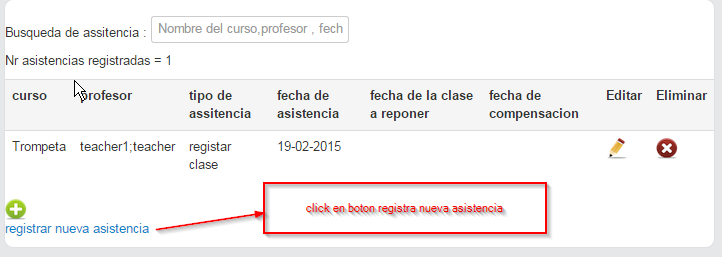 Busqueda de assitencia : Nombre del curso,profesor , fech
Nr asistencias registradas = 1
curso profesor tipo de assitencia fecha de asistencia fecha de la clase a reponer fecha de compensacion Editar Eliminar
Trompeta teacher1;teacher registar clase 19-02-2015
click en boton registra nueva asistencia
registrar nueva asistencia